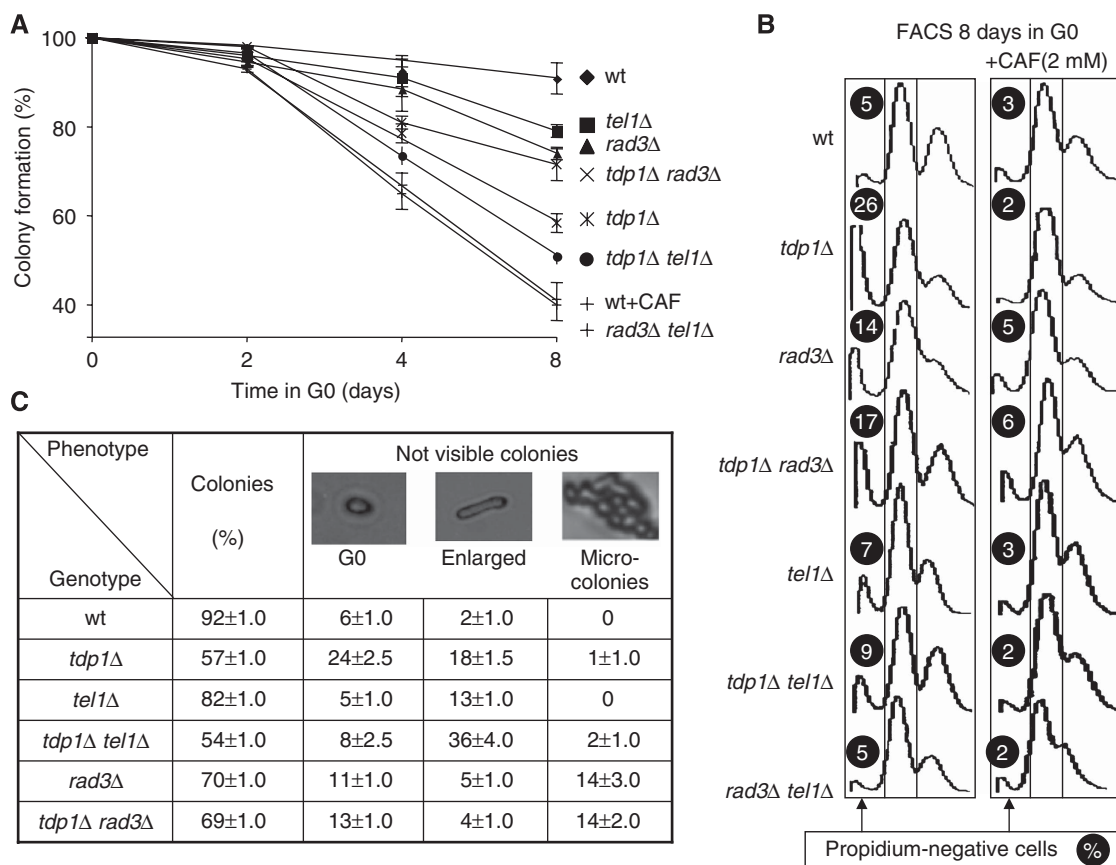 A
Colony formation (%)
100
80
60
40
0
2
4
8
Time in G0 (days)
wt
tel1Δ
rad3Δ
tdp1Δ rad3Δ
tdp1Δ
tdp1Δ tel1Δ
wt+CAF
rad3Δ tel1Δ
B
FACS 8 days in G0
+CAF(2 mM)
wt 5 3
tdp1Δ 26 2
rad3Δ 14 5
tdp1Δ rad3Δ 17 6
tel1Δ 7 3
tdp1Δ tel1Δ 9 2
rad3Δ tel1Δ 5 2
Propidium-negative cells %
C
Phenotype
Genotype
Colonies
(%)
Not visible colonies
G0
Enlarged
Micro-
colonies
wt 92±1.0 6±1.0 2±1.0 0
tdp1Δ 57±1.0 24±2.5 18±1.5 1±1.0
tel1Δ 82±1.0 5±1.0 13±1.0 0
tdp1Δ tel1Δ 54±1.0 8±2.5 36±4.0 2±1.0
rad3Δ 70±1.0 11±1.0 5±1.0 14±3.0
tdp1Δ rad3Δ 69±1.0 13±1.0 4±1.0 14±2.0